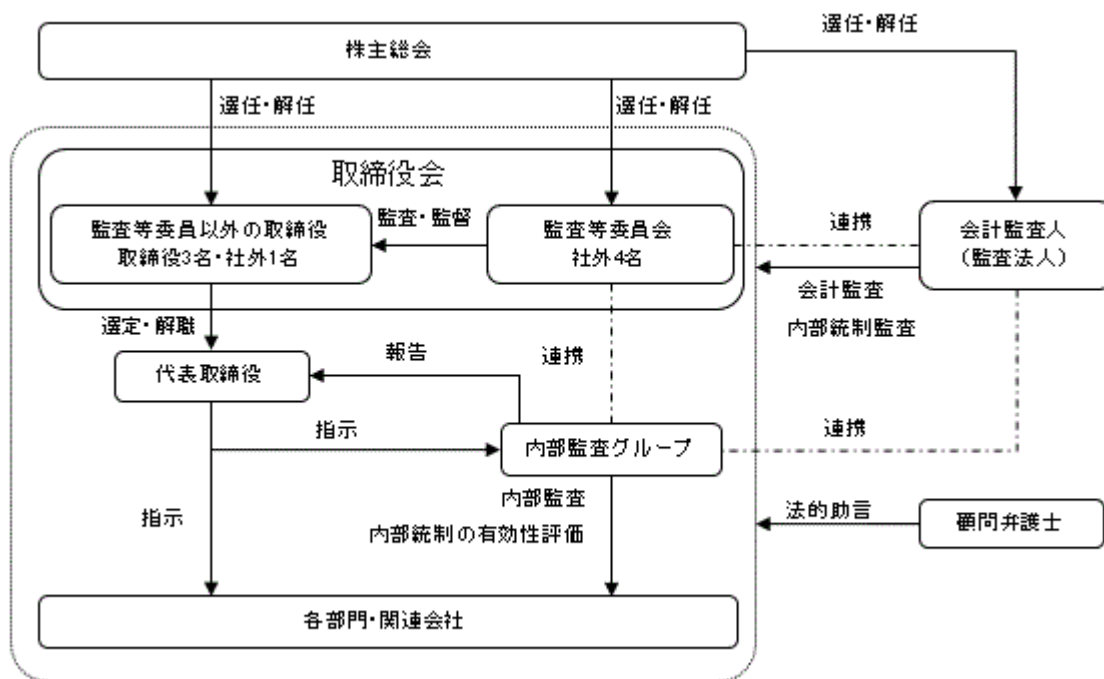 株主総会
選任・解任
選任・解任
選任・解任
取締役会
監査等委員以外の取締役
取締役3名・社外1名
監査・監督
監査等委員会
社外4名
連携
会計監査人
（監査法人）
会計監査
内部統制監査
選定・解職
代表取締役
報告
連携
指示
内部監査グループ
連携
指示
内部監査
内部統制の有効性評価
法的助言
顧問弁護士
各部門・関連会社